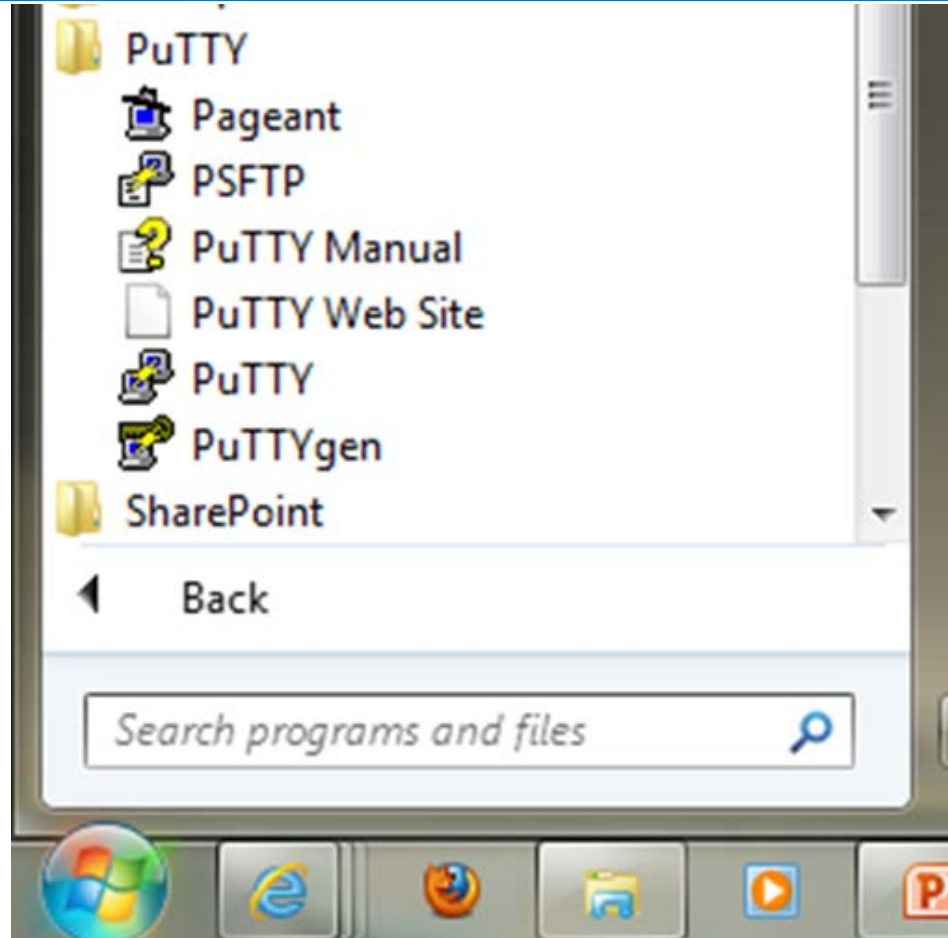 PuTTY
Pageant
PSFTP
PuTTY Manual
PuTTY Web Site
PuTTY
PuTTYgen
SharePoint
Back
Search programs and files
P